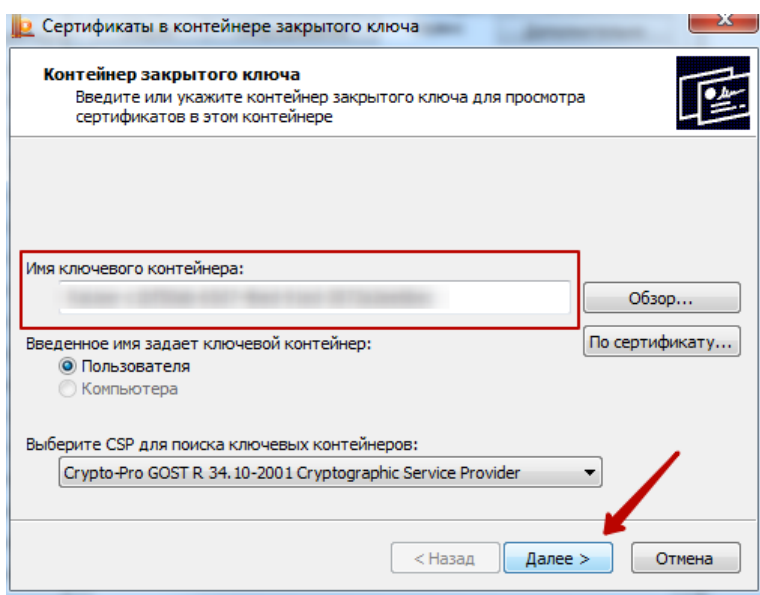 Сертификаты в контейнере закрытого ключа
Контейнер закрытого ключа
Введите или укажите контейнер закрытого ключа для просмотра
сертификатов в этом контейнере
Имя ключевого контейнера:
Обзор...
По сертификату...
Введенное имя задает ключевой контейнер:
Пользователя
Компьютера
Выберите CSP для поиска ключевых контейнеров:
Crypto-Pro GOST R 34.10-2001 Cryptographic Service Provider
< Назад
Далее >
Отмена